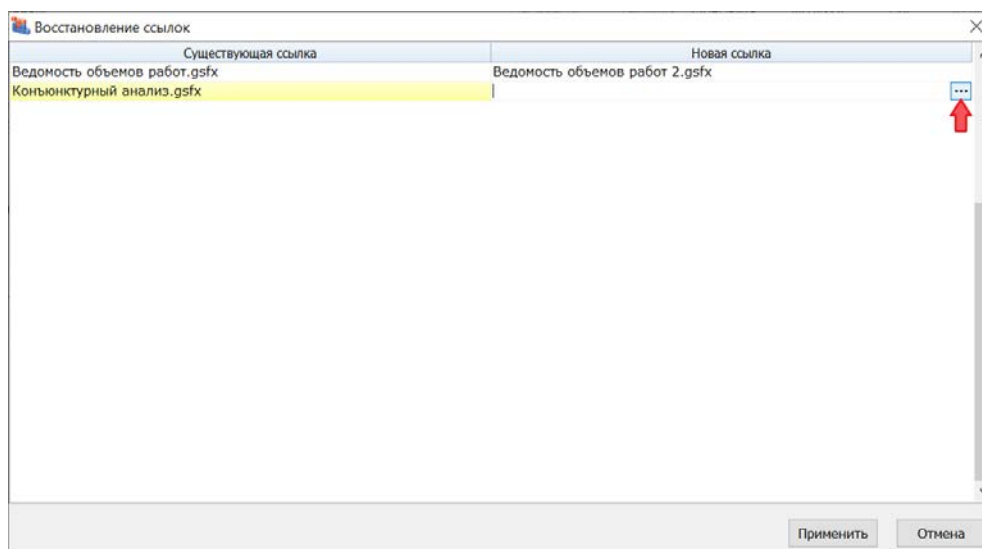 Восстановление ссылок
Существующая ссылка Новая ссылка
Ведомость объемов работ.gsfx Ведомость объемов работ 2.gsfx
Конъюнктурный анализ.gsfx
Применить Отмена